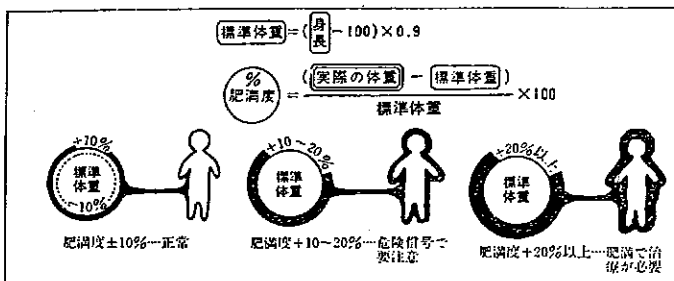 標準体重=(身長-100)×0.9
%肥満度=(実際の体重-標準体重)/標準体重×100
+10%
標準
体重
-10%
肥満度±10%…正常
+10~20%
標準
体重
肥満度+10~20%…危険信号で
要注意
+20%以上
標準
体重
肥満度+20%以上…肥満で治
療が必要